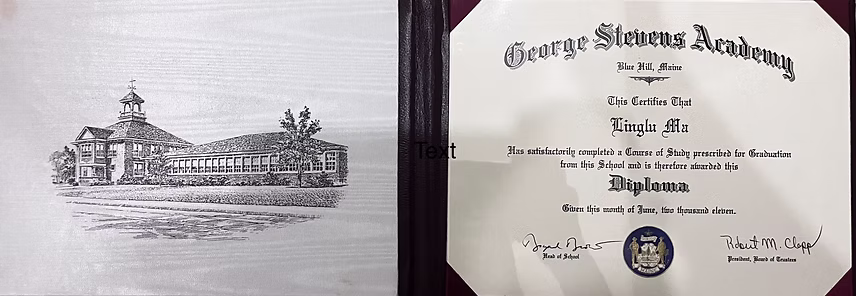 George Stevens Academy
Blue Hill, Maine
This Certifies That
Linglu Ma
Has satisfactorily completed a Course of Study prescribed for Graduation
from this School and is therefore awarded this
Diploma
Given this month of June, two thousand eleven.
Robert M. Clapp
Head of School
President, Board of Trustees
Text